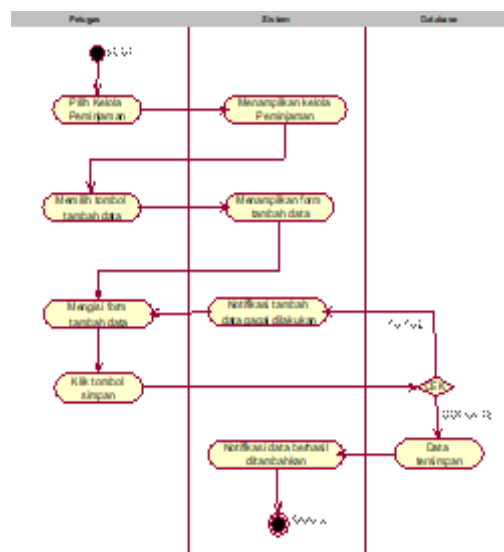 Petugas
Sistem
Database
Pilih Kelola
Peminjaman
Menampilkan kelola
Peminjaman
Memilih tombol
tambah data
Menampilkan form
tambah data
Mengisi form
tambah data
Notifikasi tambah
data gagal dilakukan
Klik tombol
simpan
Data
tersimpan
Notifikasi data berhasil
ditambahkan